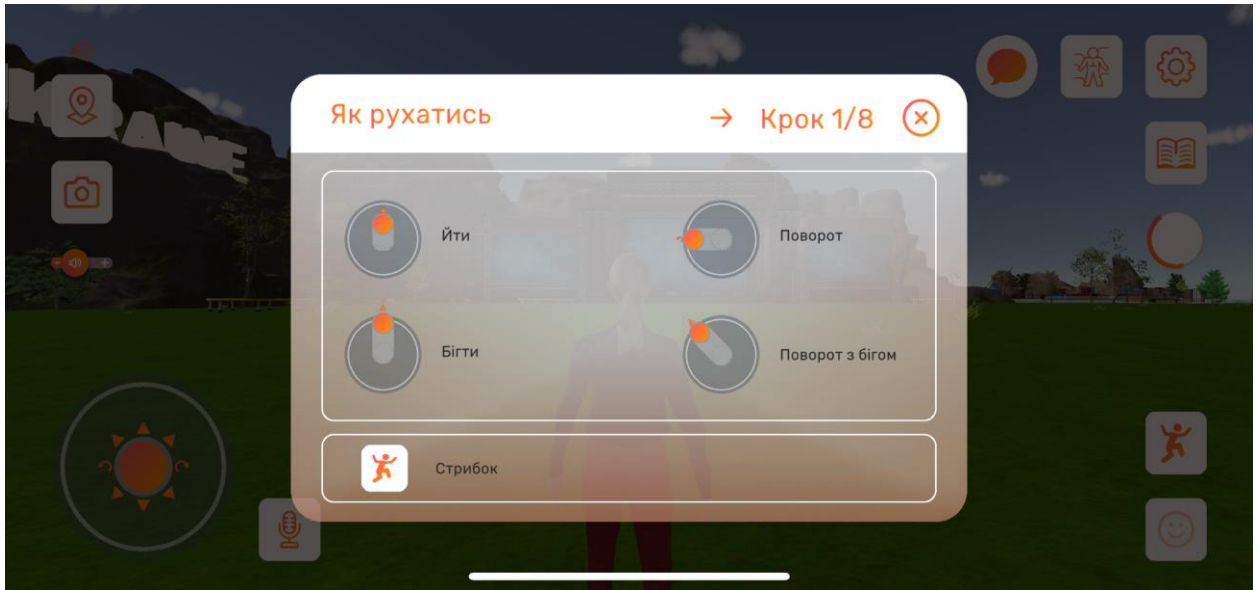 Як рухатись → Крок 1/8
Йти
Поворот
Бігти
Поворот з бігом
Стрибок